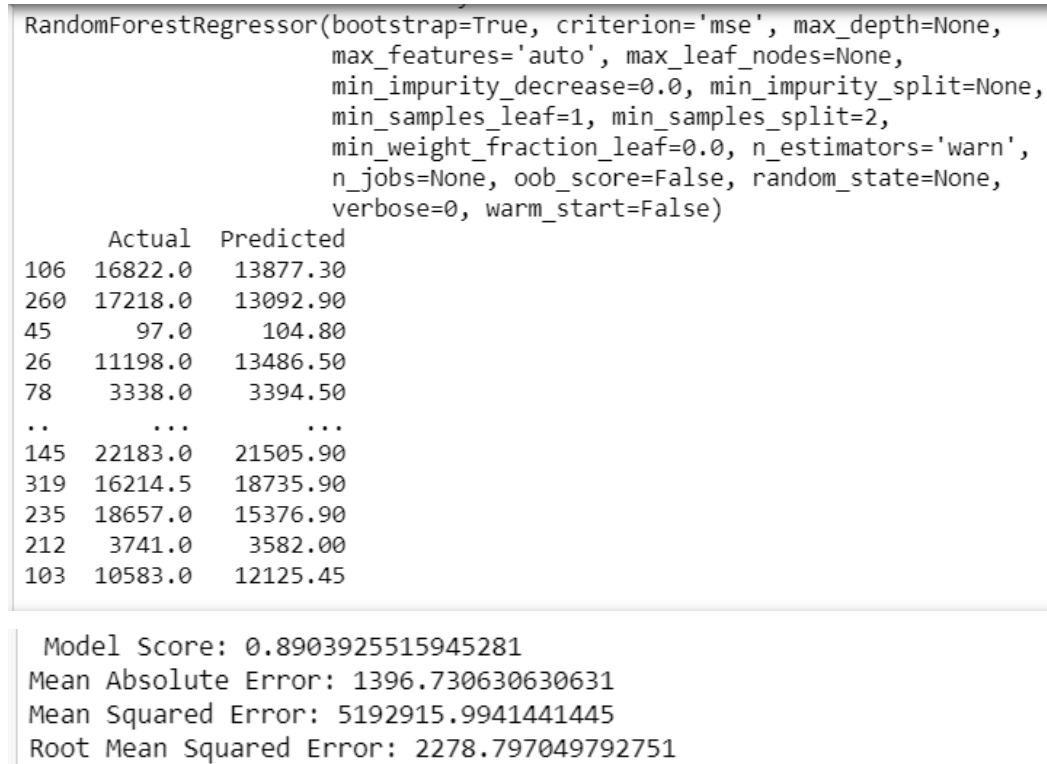 RandomForestRegressor(bootstrap=True, criterion='mse', max_depth=None,
max_features='auto', max_leaf_nodes=None,
min_impurity_decrease=0.0, min_impurity_split=None,
min_samples_leaf=1, min_samples_split=2,
min_weight_fraction_leaf=0.0, n_estimators='warn',
n_jobs=None, oob_score=False, random_state=None,
verbose=0, warm_start=False)
Actual Predicted
106 16822.0 13877.30
260 17218.0 13092.90
45 97.0 104.80
26 11198.0 13486.50
78 3338.0 3394.50
.. ... ...
145 22183.0 21505.90
319 16214.5 18735.90
235 18657.0 15376.90
212 3741.0 3582.00
103 10583.0 12125.45
Model Score: 0.8903925515945281
Mean Absolute Error: 1396.730630630631
Mean Squared Error: 5192915.9941441445
Root Mean Squared Error: 2278.797049792751